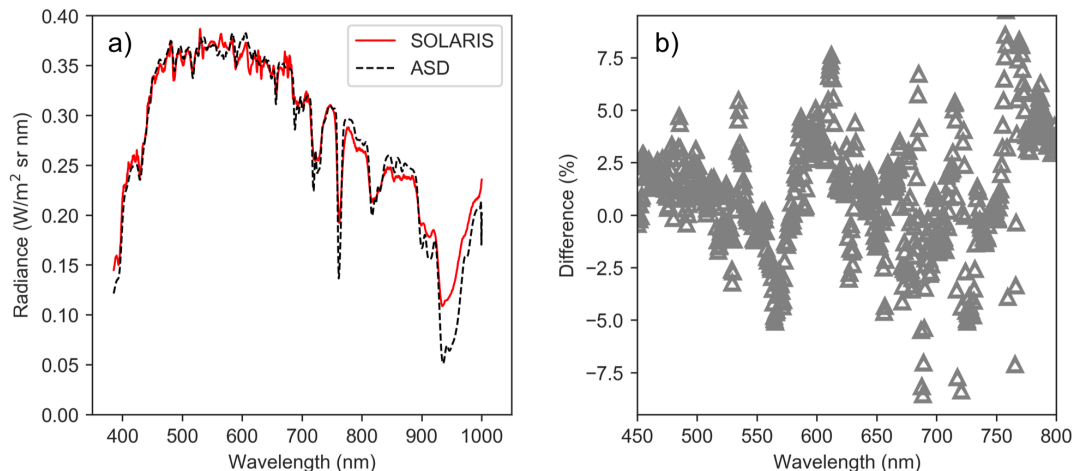 a)
SOLARIS
ASD
0.40
0.35
0.30
0.25
0.20
0.15
0.10
0.05
0.00
Radiance (W/m² sr nm)
400 500 600 700 800 900 1000
Wavelength (nm)
b)
7.5
5.0
2.5
0.0
−2.5
−5.0
−7.5
Difference (%)
450 500 550 600 650 700 750 800
Wavelength (nm)